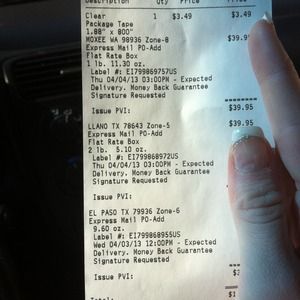 Description Qty Price Price
Clear 1 $3.49 $3.49
Package Tape
1.88" x 800"
MOXEE WA 98936 Zone-8 $39.95
Express Mail PO-Add
Flat Rate Box
1 lb. 11.30 oz.
Label #: EI799869757US
Thu 04/04/13 03:00PM - Expected
Delivery. Money Back Guarantee
Signature Requested
========
Issue PVI: $39.95
LLANO TX 78643 Zone-5 $39.95
Express Mail PO-Add
Flat Rate Box
2 lb. 5.10 oz.
Label #: EI799868972US
Thu 04/04/13 03:00PM - Expected
Delivery. Money Back Guarantee
Signature Requested
Issue PVI:
EL PASO TX 79936 Zone-6
Express Mail PO-Add
9.60 oz.
Label #: EI799868955US
Wed 04/03/13 12:00PM - Expected
Delivery. Money Back Guarantee
Signature Requested
Issue PVI:
Total: